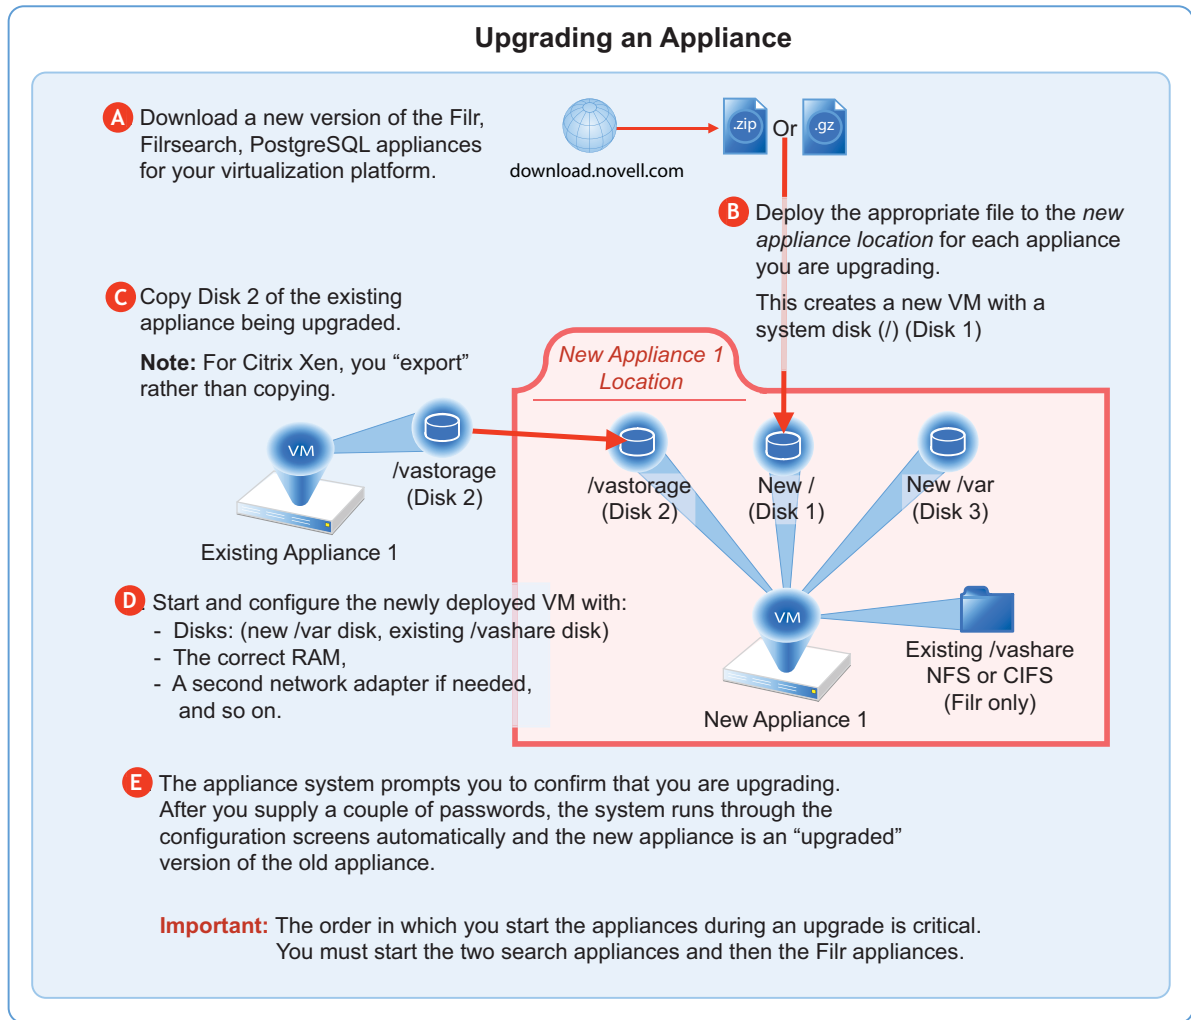 Upgrading an Appliance
A Download a new version of the Filr,
Filrsearch, PostgreSQL appliances
for your virtualization platform.
download.novell.com
.zip Or .gz
B Deploy the appropriate file to the new
appliance location for each appliance
you are upgrading.
This creates a new VM with a
system disk (/) (Disk 1)
C Copy Disk 2 of the existing
appliance being upgraded.
Note: For Citrix Xen, you “export”
rather than copying.
VM
/vastorage
(Disk 2)
Existing Appliance 1
New Appliance 1
Location
/vastorage
(Disk 2)
New /
(Disk 1)
New /var
(Disk 3)
VM
New Appliance 1
Existing /vashare
NFS or CIFS
(Filr only)
D. Start and configure the newly deployed VM with:
- Disks: (new /var disk, existing /vashare disk)
- The correct RAM,
- A second network adapter if needed,
and so on.
E The appliance system prompts you to confirm that you are upgrading.
After you supply a couple of passwords, the system runs through the
configuration screens automatically and the new appliance is an “upgraded”
version of the old appliance.
Important: The order in which you start the appliances during an upgrade is critical.
You must start the two search appliances and then the Filr appliances.